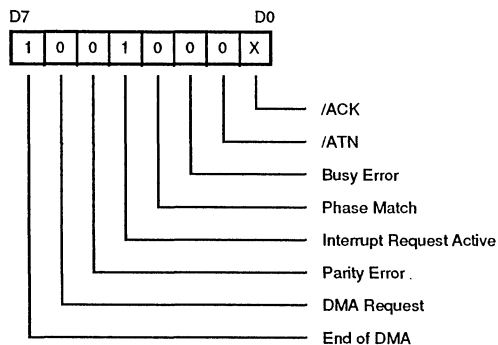 D7 D0
1 0 0 1 0 0 0 X
/ACK
/ATN
Busy Error
Phase Match
Interrupt Request Active
Parity Error .
DMA Request
End of DMA